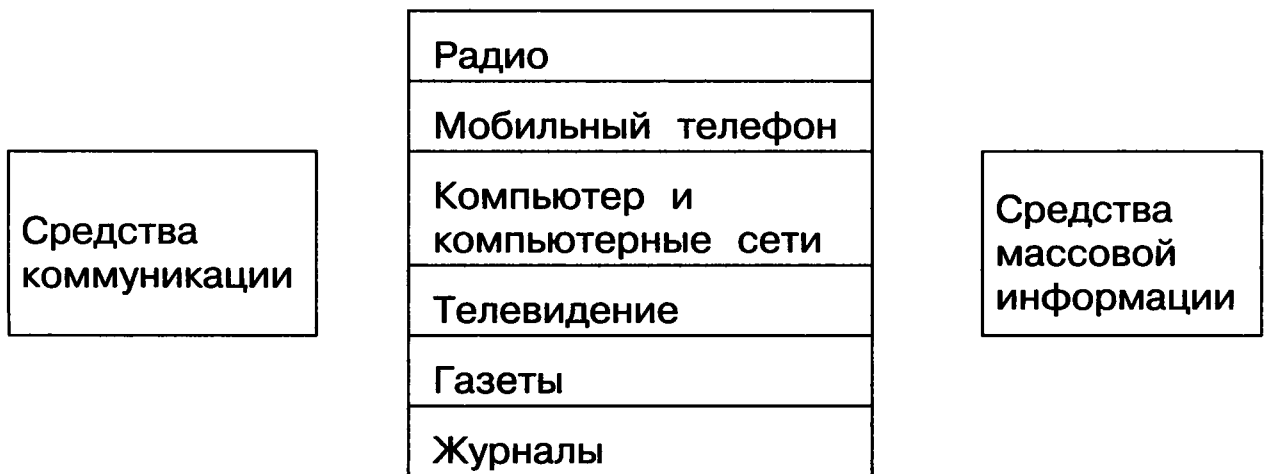 Средства
коммуникации
Радио
Мобильный телефон
Компьютер и
компьютерные сети
Телевидение
Газеты
Журналы
Средства
массовой
информации